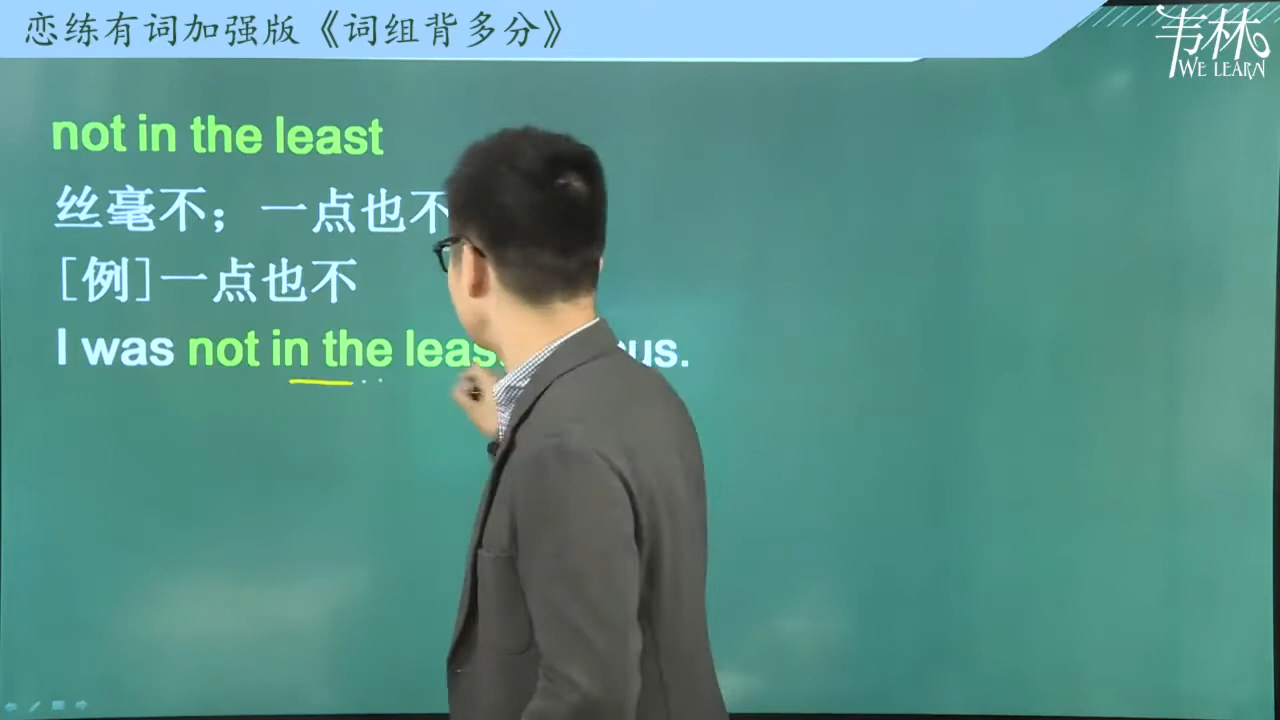 恋练有词加强版《词组背多分》
韦林
WE LEARN
not in the least
丝毫不；一点也不
[例]一点也不
I was not in the leas us.